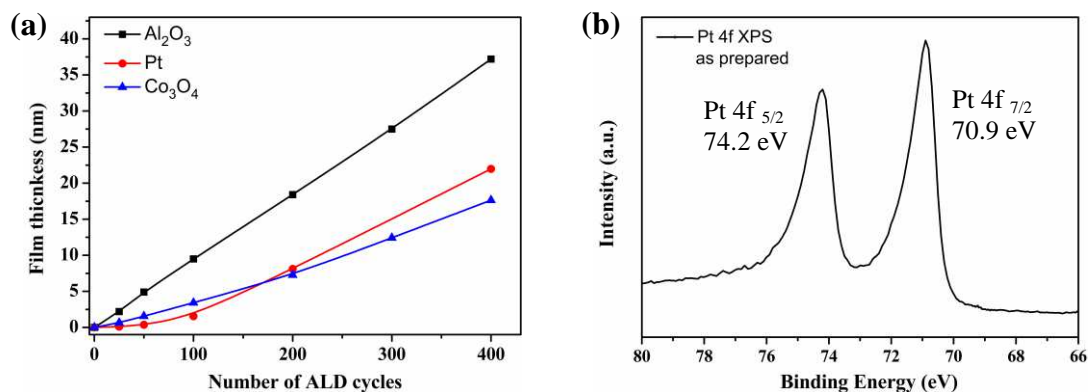 (a)
Al₂O₃
Pt
Co₃O₄
Film thicnkess (nm)
40
35
30
25
20
15
10
5
0
0 100 200 300 400
Number of ALD cycles
(b)
Pt 4f XPS
as prepared
Pt 4f 5/2
74.2 eV
Pt 4f 7/2
70.9 eV
Intensity (a.u.)
80 78 76 74 72 70 68 66
Binding Energy (eV)